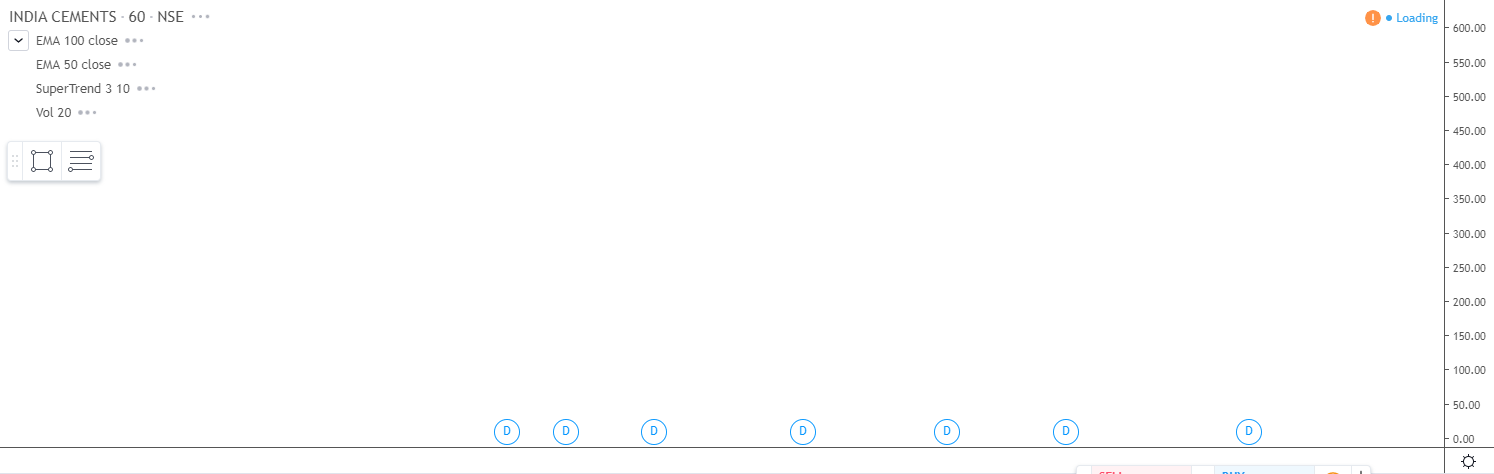 INDIA CEMENTS · 60 · NSE
! Loading
EMA 100 close
EMA 50 close
SuperTrend 3 10
Vol 20
600.00
550.00
500.00
450.00
400.00
350.00
300.00
250.00
200.00
150.00
100.00
50.00
0.00
D D D D D D D